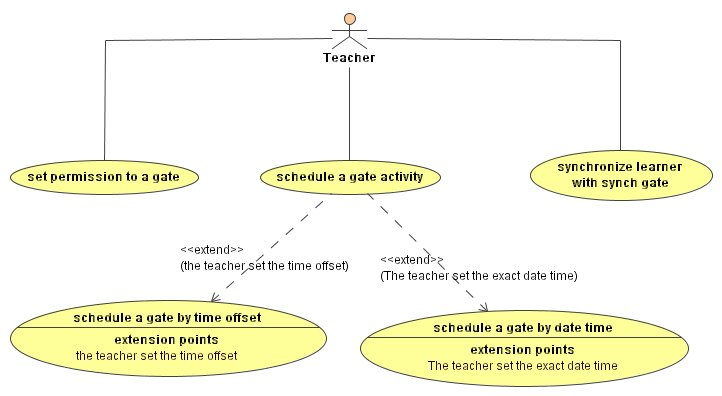 Teacher
set permission to a gate
schedule a gate activity
synchronize learner
with synch gate
<<extend>>
(the teacher set the time offset)
<<extend>>
(The teacher set the exact date time)
schedule a gate by time offset
extension points
the teacher set the time offset
schedule a gate by date time
extension points
The teacher set the exact date time